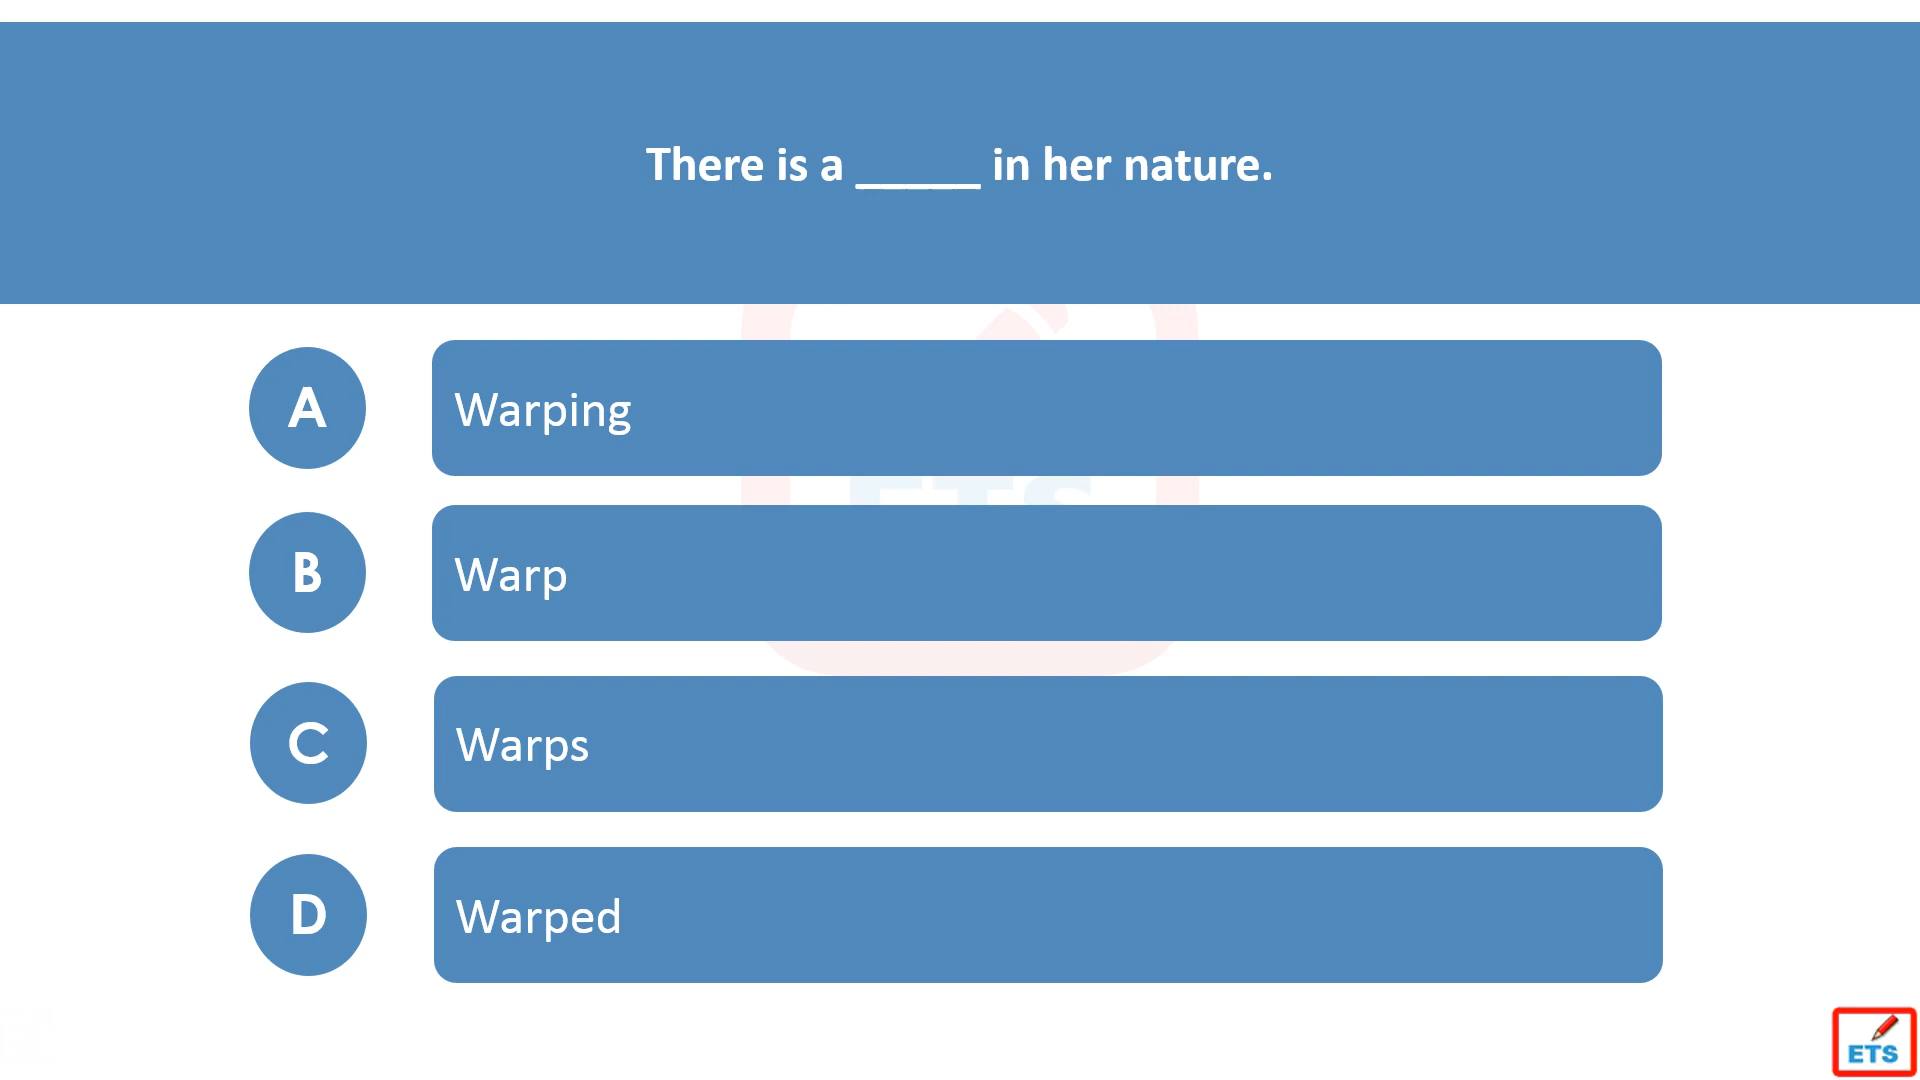 There is a _____ in her nature.
A
Warping
B
Warp
C
Warps
D
Warped
ETS